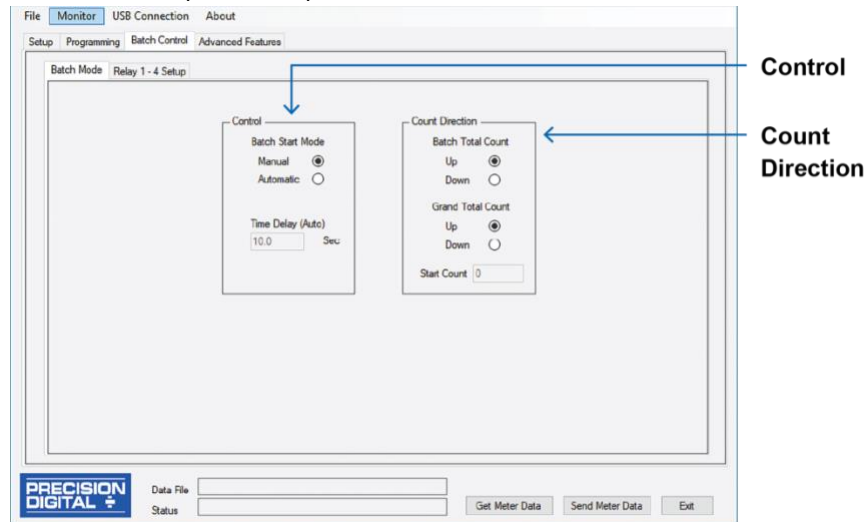 File Monitor USB Connection About
Setup Programming Batch Control Advanced Features
Batch Mode Relay 1 - 4 Setup
Control
Batch Start Mode
Manual
Automatic
Time Delay (Auto)
10.0 Sec
Count Direction
Batch Total Count
Up
Down
Grand Total Count
Up
Down
Start Count 0
Control
Count
Direction
PRECISION
DIGITAL
Data File
Status
Get Meter Data Send Meter Data Exit